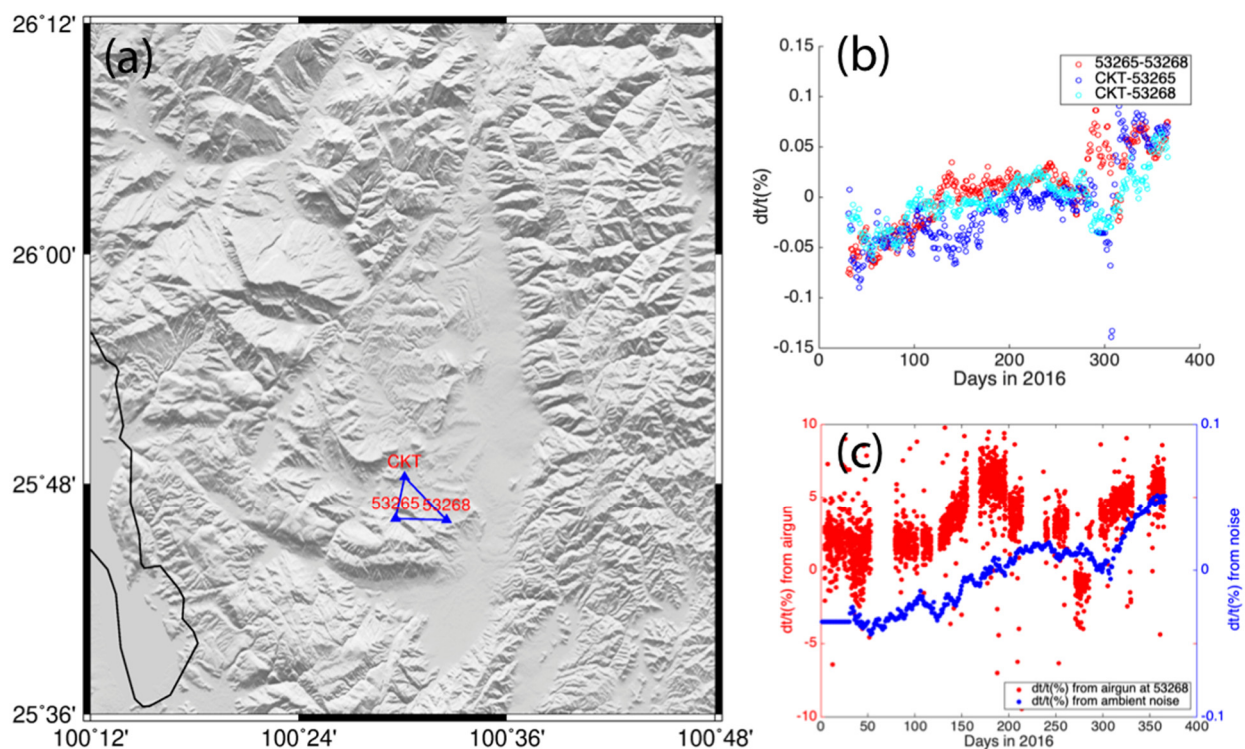 (a)
26°12'
26°00'
25°48'
25°36'
100°12' 100°24' 100°36' 100°48'
CKT
53265 53268
(b)
0.15
0.1
0.05
0
-0.05
-0.1
-0.15
dt/t(%)
53265-53268
CKT-53265
CKT-53268
0 100 200 300 400
Days in 2016
(c)
10
5
0
-5
-10
dt/t(%) from airgun
0.1
0
-0.1
dt/t(%) from noise
dt/t(%) from airgun at 53268
dt/t(%) from ambient noise
0 50 100 150 200 250 300 350 400
Days in 2016